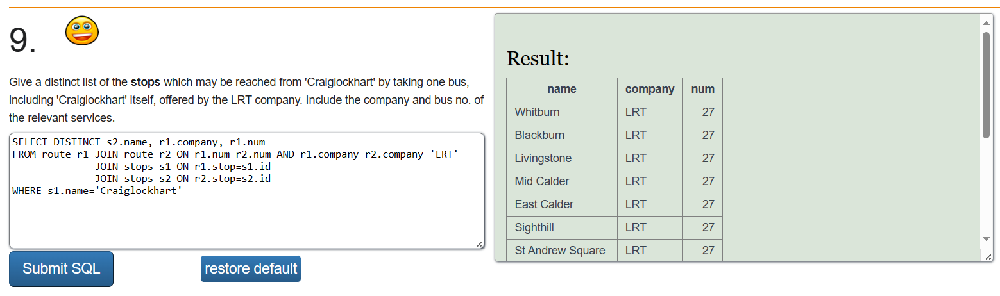 9.
Give a distinct list of the stops which may be reached from 'Craiglockhart' by taking one bus,
including 'Craiglockhart' itself, offered by the LRT company. Include the company and bus no. of
the relevant services.
SELECT DISTINCT s2.name, r1.company, r1.num
FROM route r1 JOIN route r2 ON r1.num=r2.num AND r1.company=r2.company='LRT'
JOIN stops s1 ON r1.stop=s1.id
JOIN stops s2 ON r2.stop=s2.id
WHERE s1.name='Craiglockhart'
Submit SQL restore default
Result:
name company num
Whitburn LRT 27
Blackburn LRT 27
Livingstone LRT 27
Mid Calder LRT 27
East Calder LRT 27
Sighthill LRT 27
St Andrew Square LRT 27